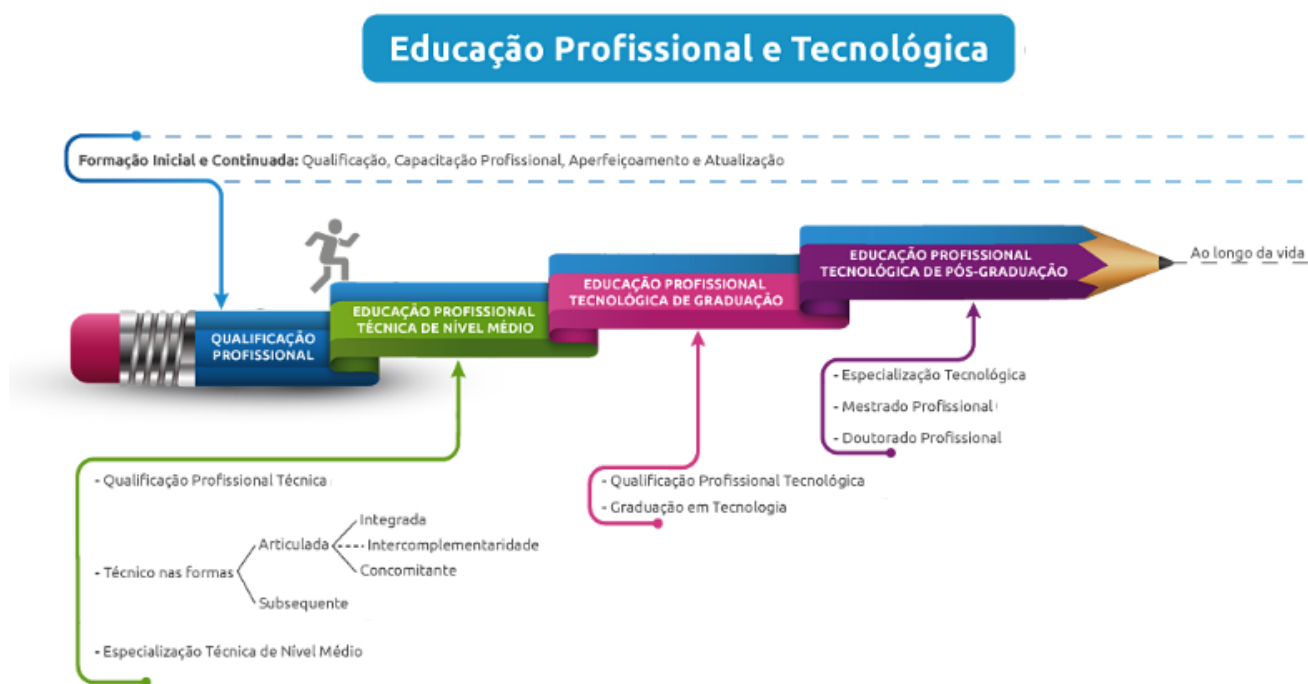 Educação Profissional e Tecnológica
Formação Inicial e Continuada: Qualificação, Capacitação Profissional, Aperfeiçoamento e Atualização
QUALIFICAÇÃO
PROFISSIONAL
EDUCAÇÃO PROFISSIONAL
TÉCNICA DE NÍVEL MÉDIO
EDUCAÇÃO PROFISSIONAL
TECNOLÓGICA DE GRADUAÇÃO
EDUCAÇÃO PROFISSIONAL
TECNOLÓGICA DE PÓS-GRADUAÇÃO
Ao longo da vida
- Qualificação Profissional Técnica
- Técnico nas formas
Articulada
Integrada
Intercomplementaridade
Concomitante
Subsequente
- Especialização Técnica de Nível Médio
- Qualificação Profissional Tecnológica
- Graduação em Tecnologia
- Especialização Tecnológica
- Mestrado Profissional
- Doutorado Profissional